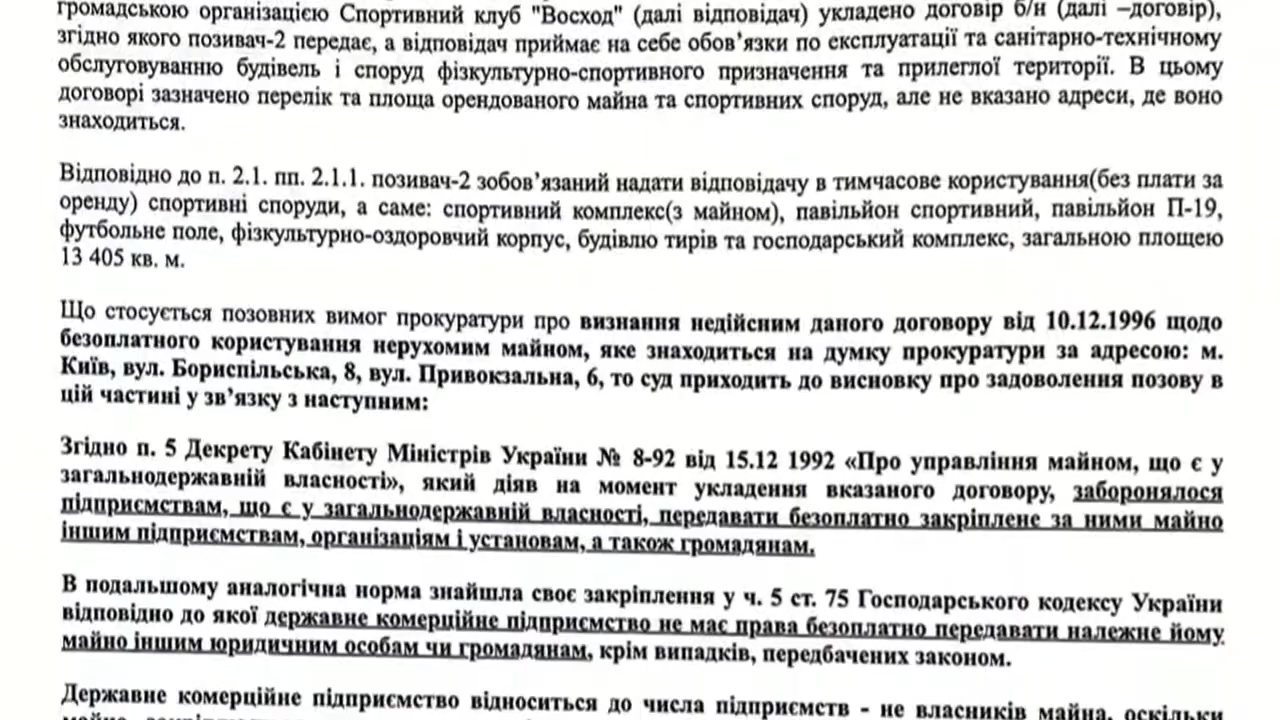 громадською організацією Спортивний клуб "Восход" (далі відповідач) укладено договір б/н (далі –договір),
згідно якого позивач-2 передає, а відповідач приймає на себе обов’язки по експлуатації та санітарно-технічному
обслуговуванню будівель і споруд фізкультурно-спортивного призначення та прилеглої території. В цьому
договорі зазначено перелік та площа орендованого майна та спортивних споруд, але не вказано адреси, де воно
знаходиться.
Відповідно до п. 2.1. пп. 2.1.1. позивач-2 зобов’язаний надати відповідачу в тимчасове користування(без плати за
оренду) спортивні споруди, а саме: спортивний комплекс(з майном), павільйон спортивний, павільйон П-19,
футбольне поле, фізкультурно-оздоровчий корпус, будівлю тирів та господарський комплекс, загальною площею
13 405 кв. м.
Що стосується позовних вимог прокуратури про визнання недійсним даного договору від 10.12.1996 щодо
безоплатного користування нерухомим майном, яке знаходиться на думку прокуратури за адресою: м.
Київ, вул. Бориспільська, 8, вул. Привокзальна, 6, то суд приходить до висновку про задоволення позову в
цій частині у зв’язку з наступним:
Згідно п. 5 Декрету Кабінету Міністрів України № 8-92 від 15.12 1992 «Про управління майном, що є у
загальнодержавній власності», який діяв на момент укладення вказаного договору, заборонялося
підприємствам, що є у загальнодержавній власності, передавати безоплатно закріплене за ними майно
іншим підприємствам, організаціям і установам, а також громадянам.
В подальшому аналогічна норма знайшла своє закріплення у ч. 5 ст. 75 Господарського кодексу України
відповідно до якої державне комерційне підприємство не має права безоплатно передавати належне йому
майно іншим юридичним особам чи громадянам, крім випадків, передбачених законом.
Державне комерційне підприємство відноситься до числа підприємств - не власників майна, оскільки